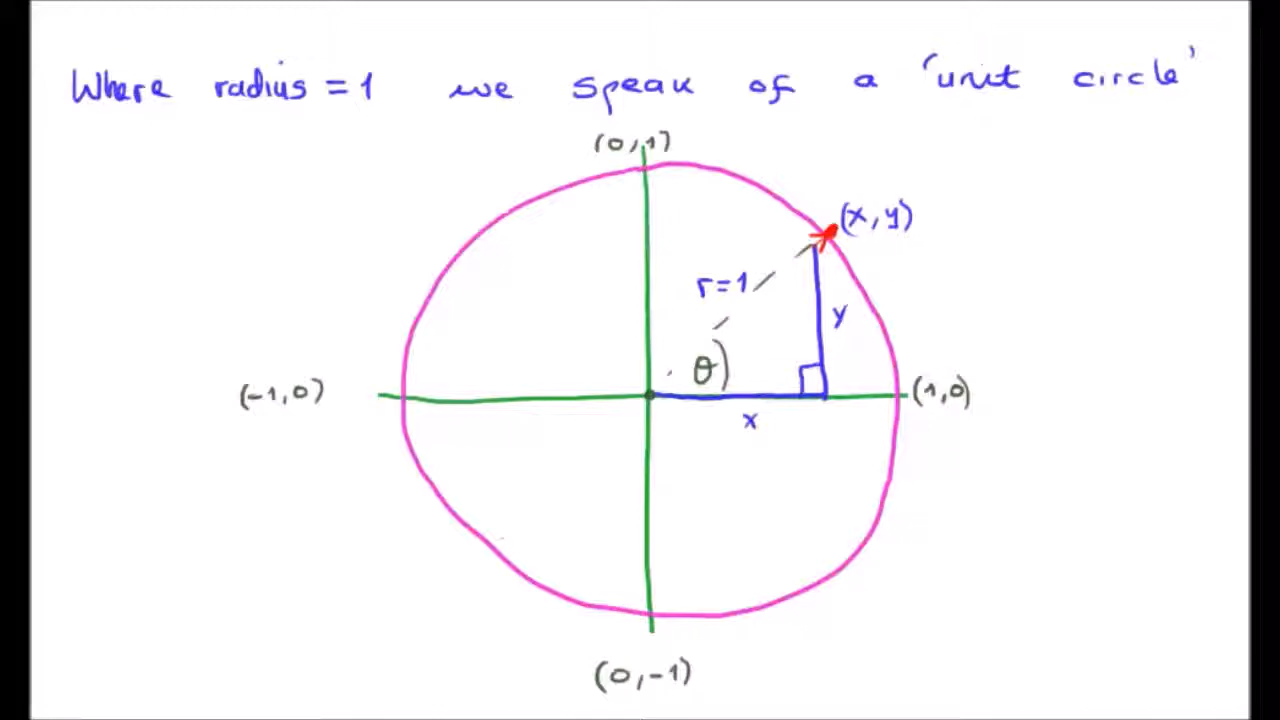 Where radius = 1 we speak of a 'unit circle'
(0,1)
(x,y)
r=1
y
θ
(-1,0)
(1,0)
x
(0,-1)